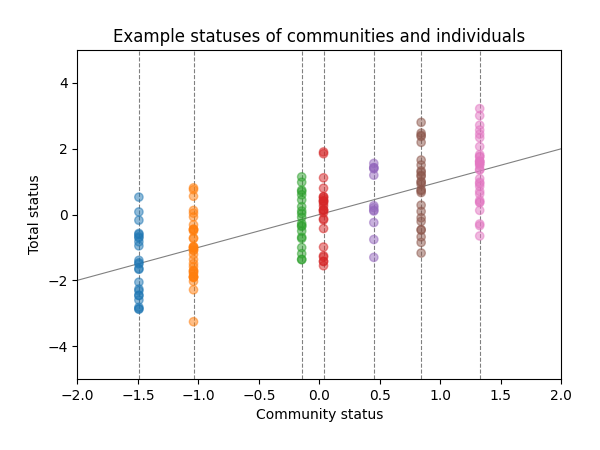 Example statuses of communities and individuals
Total status
4
2
0
−2
−4
−2.0 −1.5 −1.0 −0.5 0.0 0.5 1.0 1.5 2.0
Community status